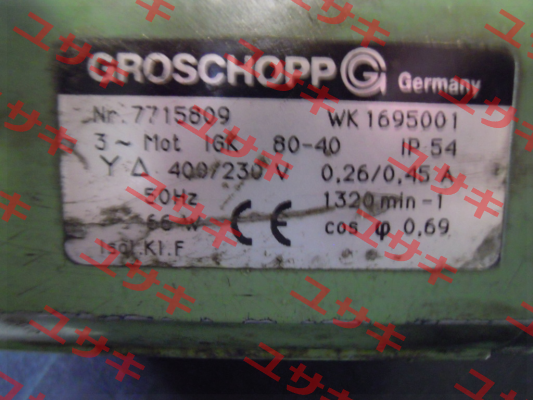 GROSCHOPP G Germany
Nr. 7715809 WK 1695001
3 ~ Mot IGK 80-40 IP 54
Y Δ 400/230 V 0,26/0,45 A
50Hz 1320 min-1
66 W CE cos φ 0,69
Isol.Kl.F
ユサキ
ユサキ
ユサキ
ユサキ
ユサキ
ユサキ
ユサキ
ユサキ
ユサキ